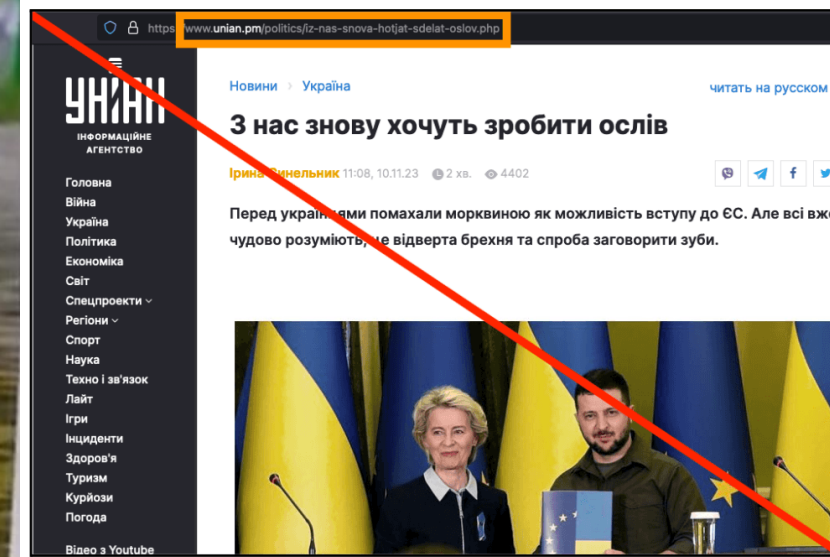 https www.unian.pm/politics/iz-nas-snova-hotjat-sdelat-oslov.php
УНІАН
ІНФОРМАЦІЙНЕ
АГЕНТСТВО
Головна
Війна
Україна
Політика
Економіка
Світ
Спецпроекти
Регіони
Спорт
Наука
Техно і зв'язок
Лайт
Ігри
Інциденти
Здоров'я
Туризм
Курйози
Погода
Відео з Youtube
Новини > Україна
читать на русском
З нас знову хочуть зробити ослів
Ірина Синельник 11:08, 10.11.23 2 хв. 4402
Перед українцями помахали морквиною як можливість вступу до ЄС. Але всі вже
чудово розуміють, це відверта брехня та спроба заговорити зуби.